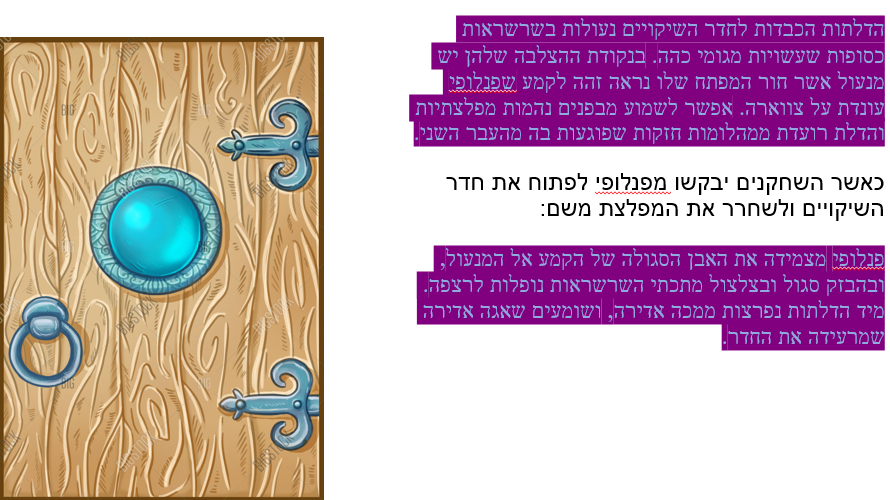 הדלתות הכבדות לחדר השיקויים נעולות בשרשראות
כסופות שעשויות מגומי כהה. בנקודת ההצלבה שלהן יש
מנעול אשר חור המפתח שלו נראה זהה לקמע שפנלופי
עונדת על צווארה. אפשר לשמוע מבפנים נהמות מפלצתיות
והדלת רועדת ממהלומות חזקות שפוגעות בה מהעבר השני.
כאשר השחקנים יבקשו מפנלופי לפתוח את חדר
השיקויים ולשחרר את המפלצת משם:
פנלופי מצמידה את האבן הסגולה של הקמע אל המנעול,
ובהבזק סגול ובצלצול מתכתי השרשראות נופלות לרצפה.
מיד הדלתות נפרצות ממכה אדירה, ושומעים שאגה אדירה
שמרעידה את החדר.